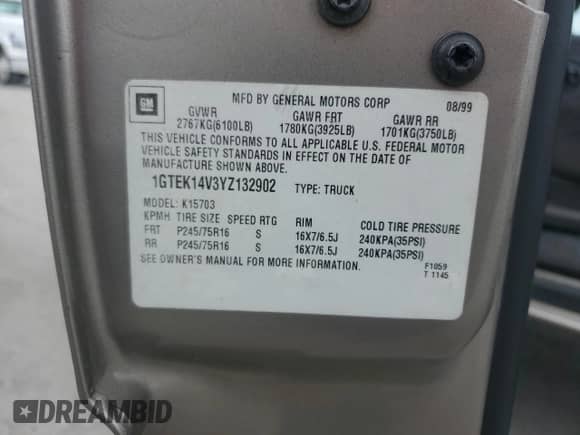 GM
MFD BY GENERAL MOTORS CORP 08/99
GVWR GAWR FRT GAWR RR
2767KG(6100LB) 1780KG(3925LB) 1701KG(3750LB)
THIS VEHICLE CONFORMS TO ALL APPLICABLE U.S. FEDERAL MOTOR
VEHICLE SAFETY STANDARDS IN EFFECT ON THE DATE OF
MANUFACTURE SHOWN ABOVE.
1GTEK14V3YZ132902 TYPE: TRUCK
MODEL: K15703
KPMH TIRE SIZE SPEED RTG RIM COLD TIRE PRESSURE
FRT P245/75R16 S 16X7/6.5J 240KPA(35PSI)
RR P245/75R16 S 16X7/6.5J 240KPA(35PSI)
SEE OWNER'S MANUAL FOR MORE INFORMATION. F1059
T 1145
DREAMBID